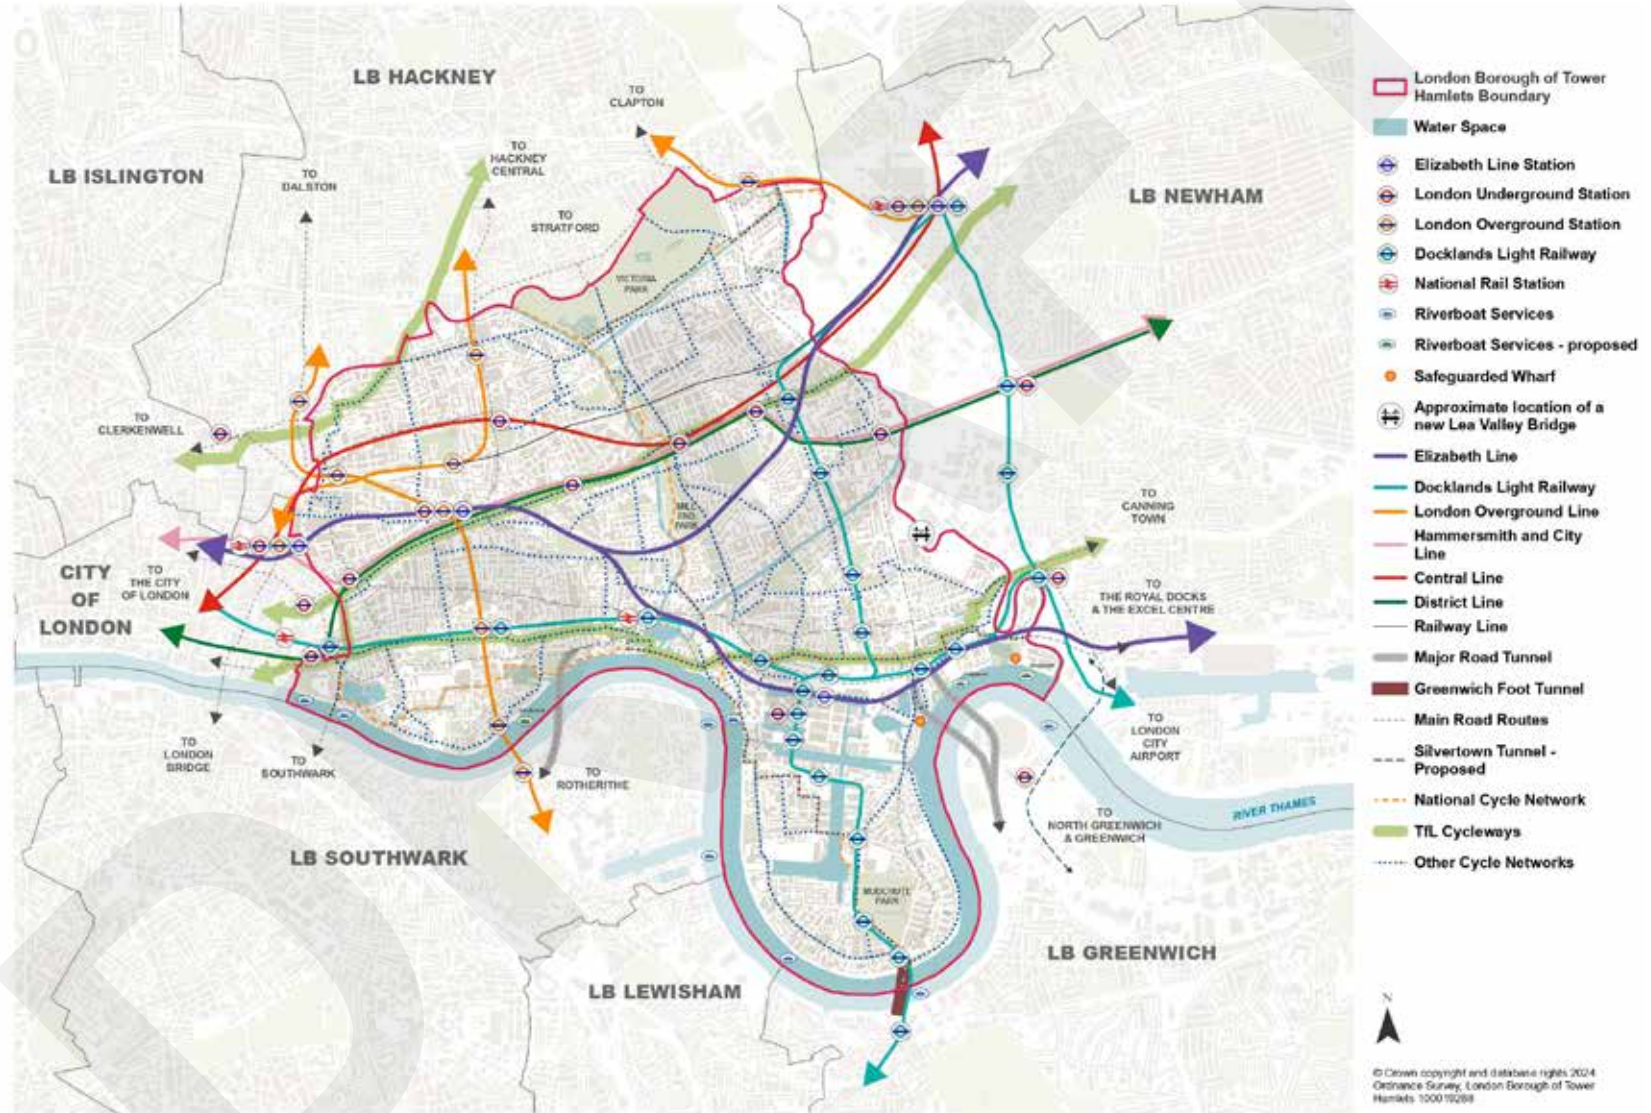 LB HACKNEY
TO
CLAPTON
LB ISLINGTON
TO
DALSTON
TO
HACKNEY
CENTRAL
TO
STRATFORD
LB NEWHAM
VICTORIA
PARK
TO
CLERKENWELL
MILE
END
PARK
TO
CANNING
TOWN
CITY
OF
LONDON
TO
THE CITY
OF LONDON
TO
THE ROYAL DOCKS
& THE EXCEL CENTRE
TO
LONDON
BRIDGE
TO
SOUTHWARK
TO
ROTHERITHE
TO
LONDON
CITY
AIRPORT
TO
NORTH GREENWICH
& GREENWICH
RIVER THAMES
LB SOUTHWARK
MUDCHUTE
PARK
LB LEWISHAM
LB GREENWICH
London Borough of Tower
Hamlets Boundary
Water Space
Elizabeth Line Station
London Underground Station
London Overground Station
Docklands Light Railway
National Rail Station
Riverboat Services
Riverboat Services - proposed
Safeguarded Wharf
Approximate location of a
new Lea Valley Bridge
Elizabeth Line
Docklands Light Railway
London Overground Line
Hammersmith and City
Line
Central Line
District Line
Railway Line
Major Road Tunnel
Greenwich Foot Tunnel
Main Road Routes
Silvertown Tunnel -
Proposed
National Cycle Network
TfL Cycleways
Other Cycle Networks
N
© Crown copyright and database rights 2024
Ordnance Survey, London Borough of Tower
Hamlets 100019288